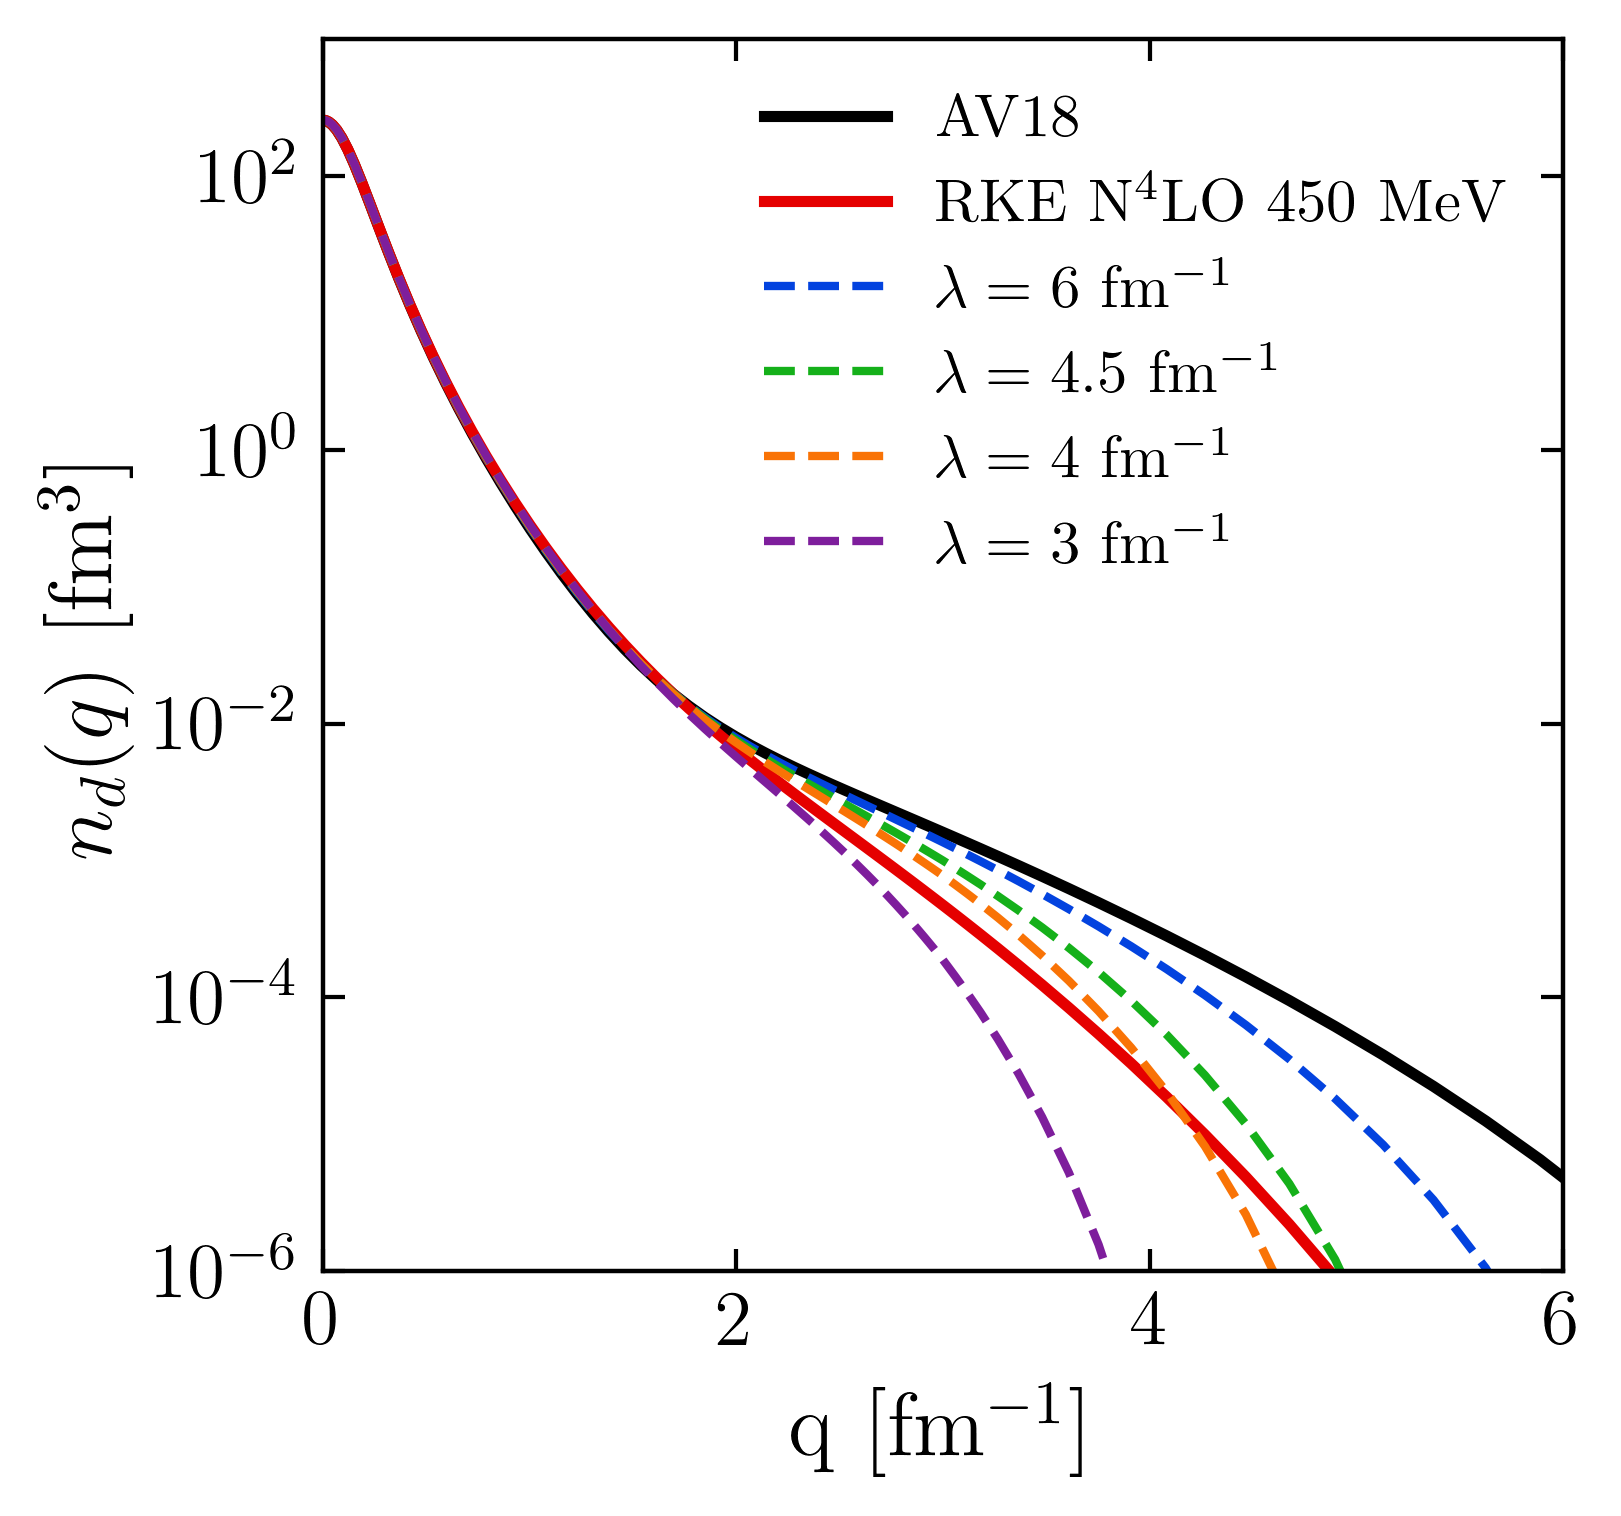 AV18
RKE N⁴LO 450 MeV
λ = 6 fm⁻¹
λ = 4.5 fm⁻¹
λ = 4 fm⁻¹
λ = 3 fm⁻¹
n_d(q) [fm³]
10²
10⁰
10⁻²
10⁻⁴
10⁻⁶
0 2 4 6
q [fm⁻¹]